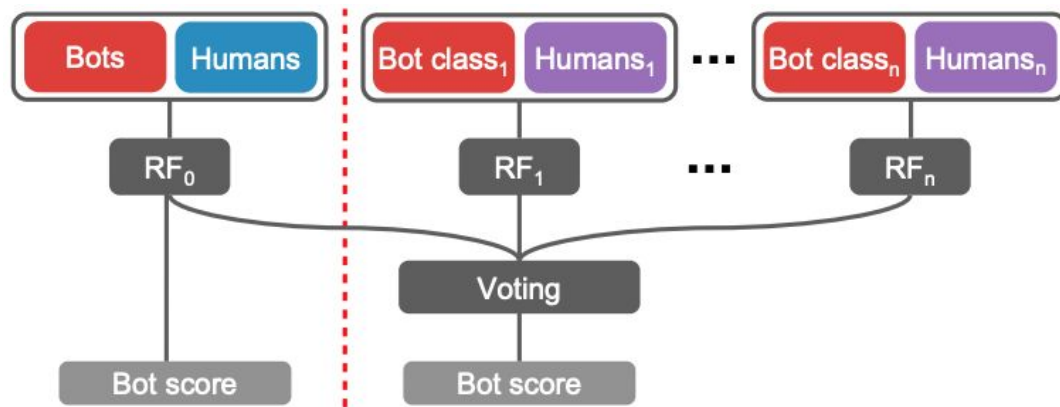 Bots Humans Bot class₁ Humans₁ ... Bot classₙ Humansₙ
RF₀ RF₁ ... RFₙ
Voting
Bot score Bot score